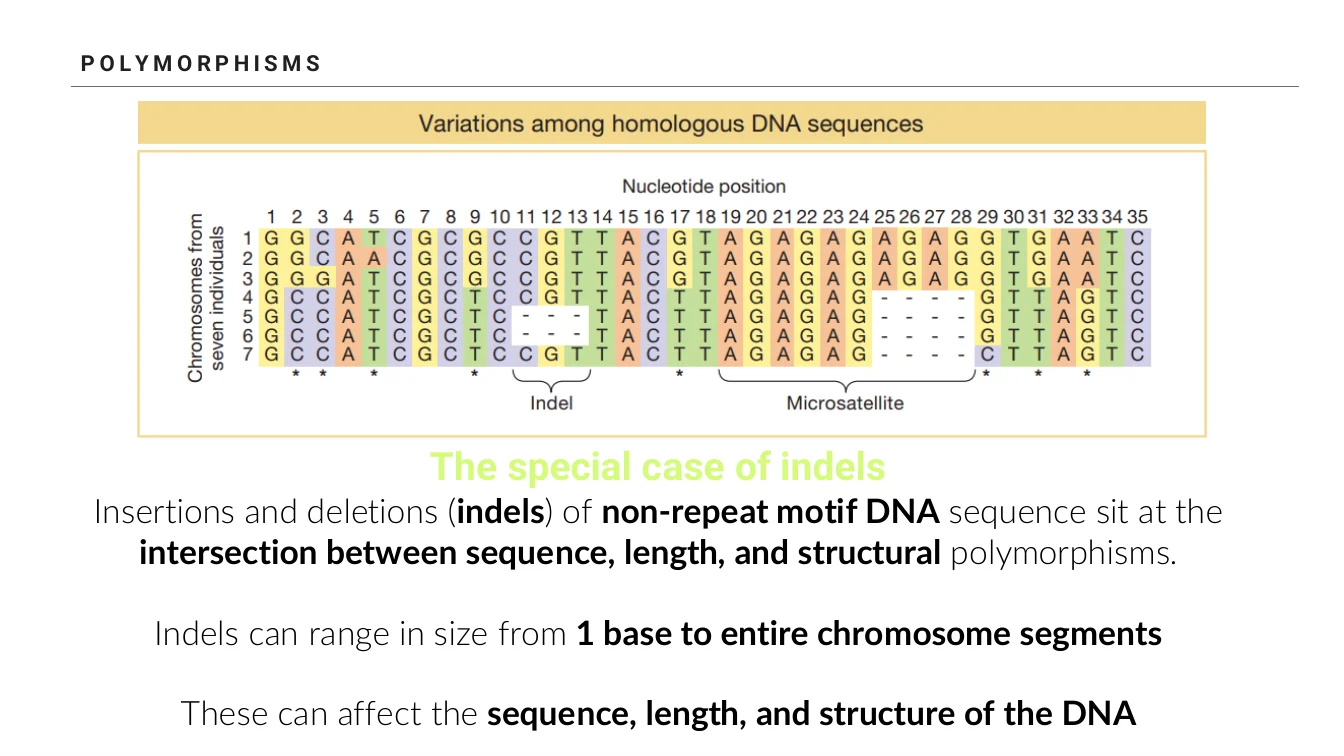 POLYMORPHISMS
Variations among homologous DNA sequences
Nucleotide position
1 2 3 4 5 6 7 8 9 10 11 12 13 14 15 16 17 18 19 20 21 22 23 24 25 26 27 28 29 30 31 32 33 34 35
Chromosomes from
seven individuals
1 G G C A T C G C G C C G T T A C G T A G A G A G A G A G G T G A A T C
2 G G C A A C G C G C C G T T A C G T A G A G A G A G A G G T G A A T C
3 G G G A T C G C G C C G T T A C G T A G A G A G A G A G G T G A A T C
4 G C C A T C G C T C C G T T A C T T A G A G A G - - - - G T T A G T C
5 G C C A T C G C T C - - - T A C T T A G A G A G - - - - G T T A G T C
6 G C C A T C G C T C - - - T A C T T A G A G A G - - - - G T T A G T C
7 G C C A T C G C T C C G T T A C T T A G A G A G - - - - C T T A G T C
* * * * * * * *
Indel Microsatellite
The special case of indels
Insertions and deletions (indels) of non-repeat motif DNA sequence sit at the
intersection between sequence, length, and structural polymorphisms.
Indels can range in size from 1 base to entire chromosome segments
These can affect the sequence, length, and structure of the DNA